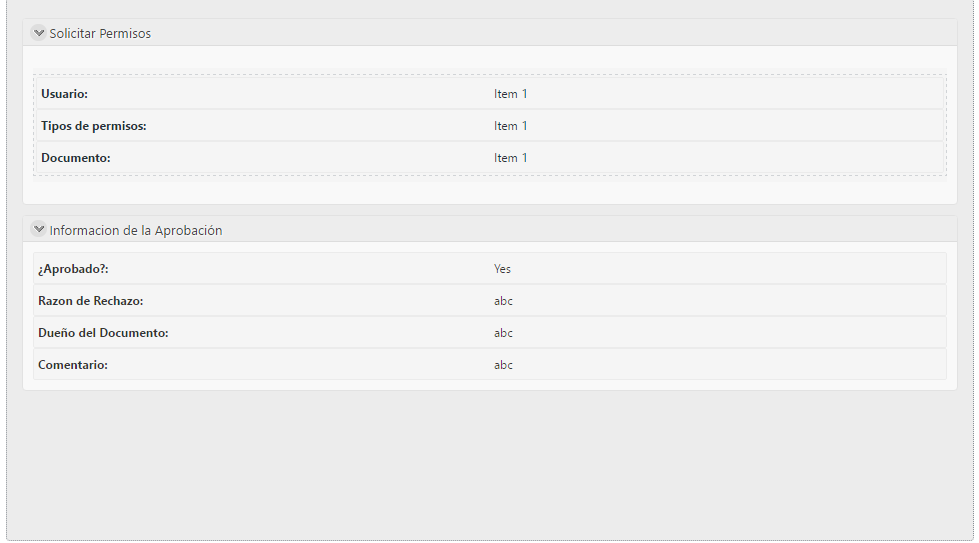 Solicitar Permisos
Usuario: Item 1
Tipos de permisos: Item 1
Documento: Item 1
Informacion de la Aprobación
¿Aprobado?: Yes
Razon de Rechazo: abc
Dueño del Documento: abc
Comentario: abc